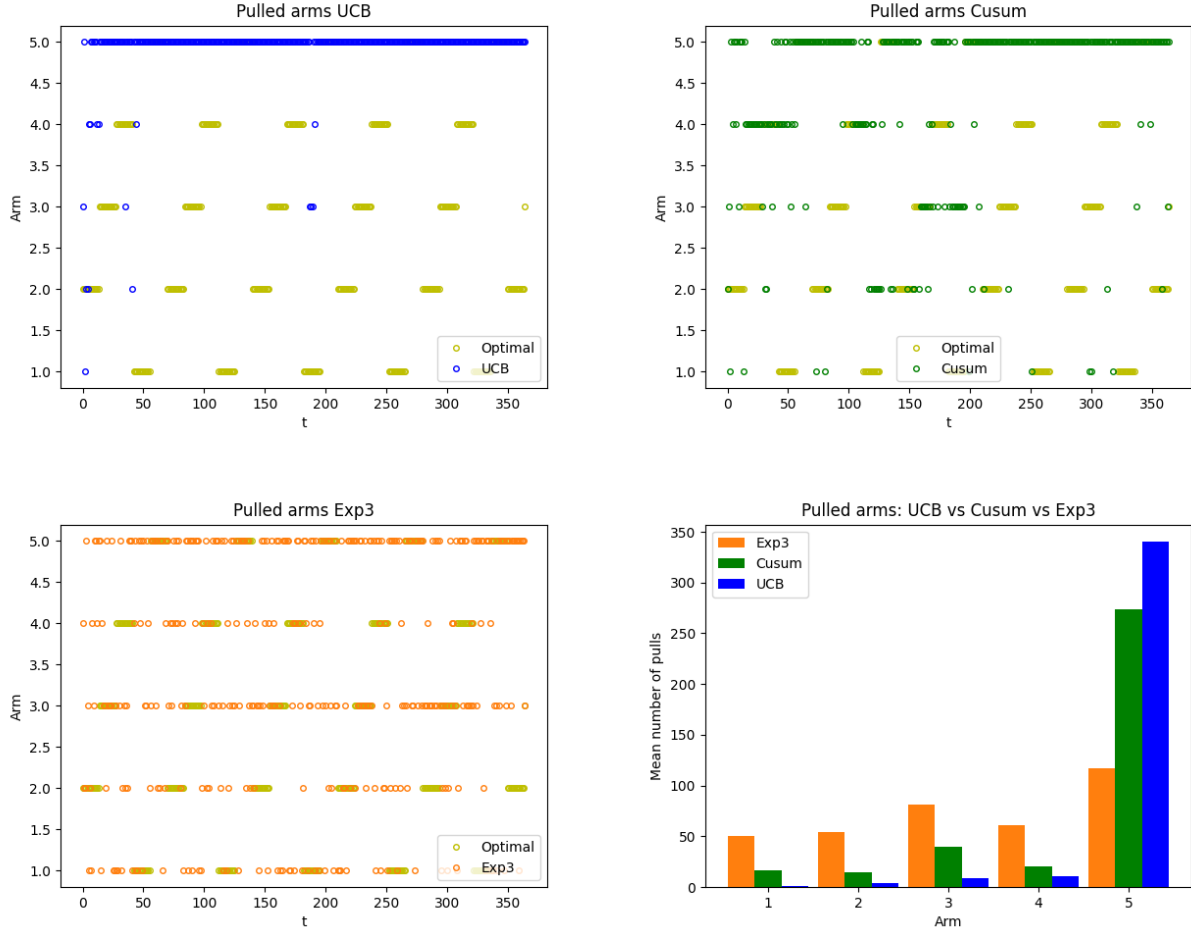 Pulled arms UCB
5.0
4.5
4.0
3.5
3.0
2.5
2.0
1.5
1.0
Arm
0 50 100 150 200 250 300 350
t
Optimal
UCB
Pulled arms Cusum
5.0
4.5
4.0
3.5
3.0
2.5
2.0
1.5
1.0
Arm
0 50 100 150 200 250 300 350
t
Optimal
Cusum
Pulled arms Exp3
5.0
4.5
4.0
3.5
3.0
2.5
2.0
1.5
1.0
Arm
0 50 100 150 200 250 300 350
t
Optimal
Exp3
Pulled arms: UCB vs Cusum vs Exp3
350
300
250
200
150
100
50
0
Mean number of pulls
1 2 3 4 5
Arm
Exp3
Cusum
UCB